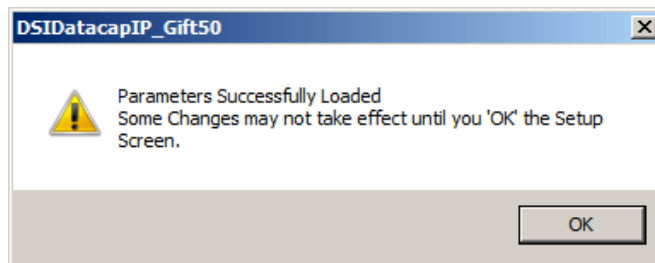 DSIDatacapIP_Gift50
Parameters Successfully Loaded
Some Changes may not take effect until you 'OK' the Setup
Screen.
OK